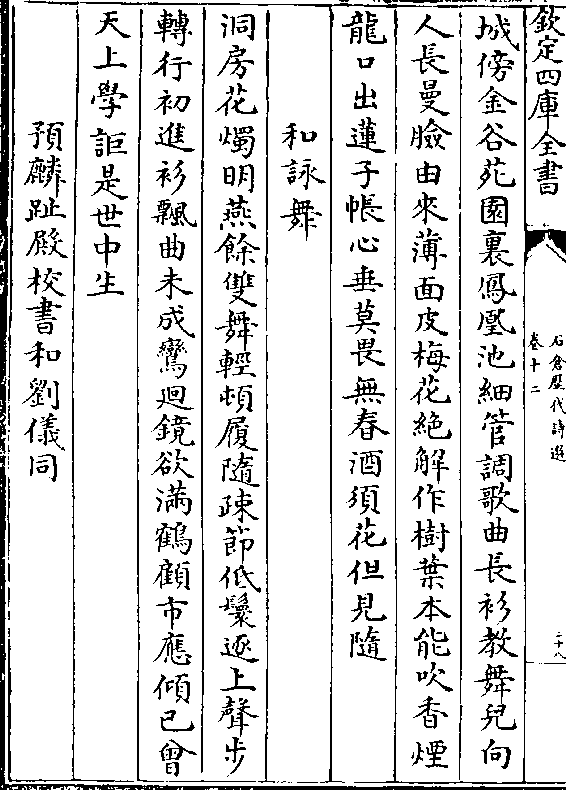 欽定四庫全書
石倉歷代詩選
卷十二
二十八
城傍金谷苑園裏鳳凰池細管調歌曲長衫教舞兒向
人長曼臉由來薄面皮梅花絕解作樹葉本能吹香煙
龍口出蓮子帳心垂莫畏無春酒須花但見隨
和詠舞
洞房花燭明燕餘雙舞輕頓履隨疎節低鬟逐上聲步
轉行初進衫飄曲未成鸞迴鏡欲滿鶴顧市應傾已曾
天上學詎是世中生
預麟趾殿校書和劉儀同